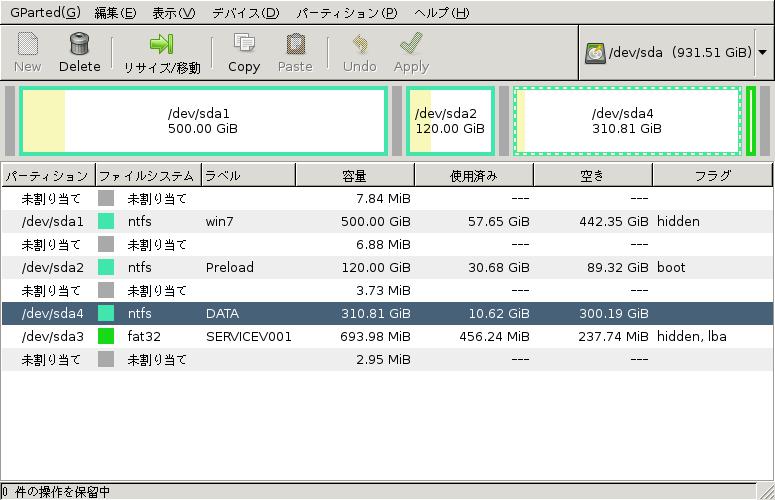 GParted(G) 編集(E) 表示(V) デバイス(D) パーティション(P) ヘルプ(H)
New Delete リサイズ/移動 Copy Paste Undo Apply /dev/sda (931.51 GiB)
/dev/sda1 /dev/sda2 /dev/sda4
500.00 GiB 120.00 GiB 310.81 GiB
パーティション ファイルシステム ラベル 容量 使用済み 空き フラグ
未割り当て 未割り当て 7.84 MiB --- ---
/dev/sda1 ntfs win7 500.00 GiB 57.65 GiB 442.35 GiB hidden
未割り当て 未割り当て 6.88 MiB --- ---
/dev/sda2 ntfs Preload 120.00 GiB 30.68 GiB 89.32 GiB boot
未割り当て 未割り当て 3.73 MiB --- ---
/dev/sda4 ntfs DATA 310.81 GiB 10.62 GiB 300.19 GiB
/dev/sda3 fat32 SERVICEV001 693.98 MiB 456.24 MiB 237.74 MiB hidden, lba
未割り当て 未割り当て 2.95 MiB --- ---
0 件の操作を保留中